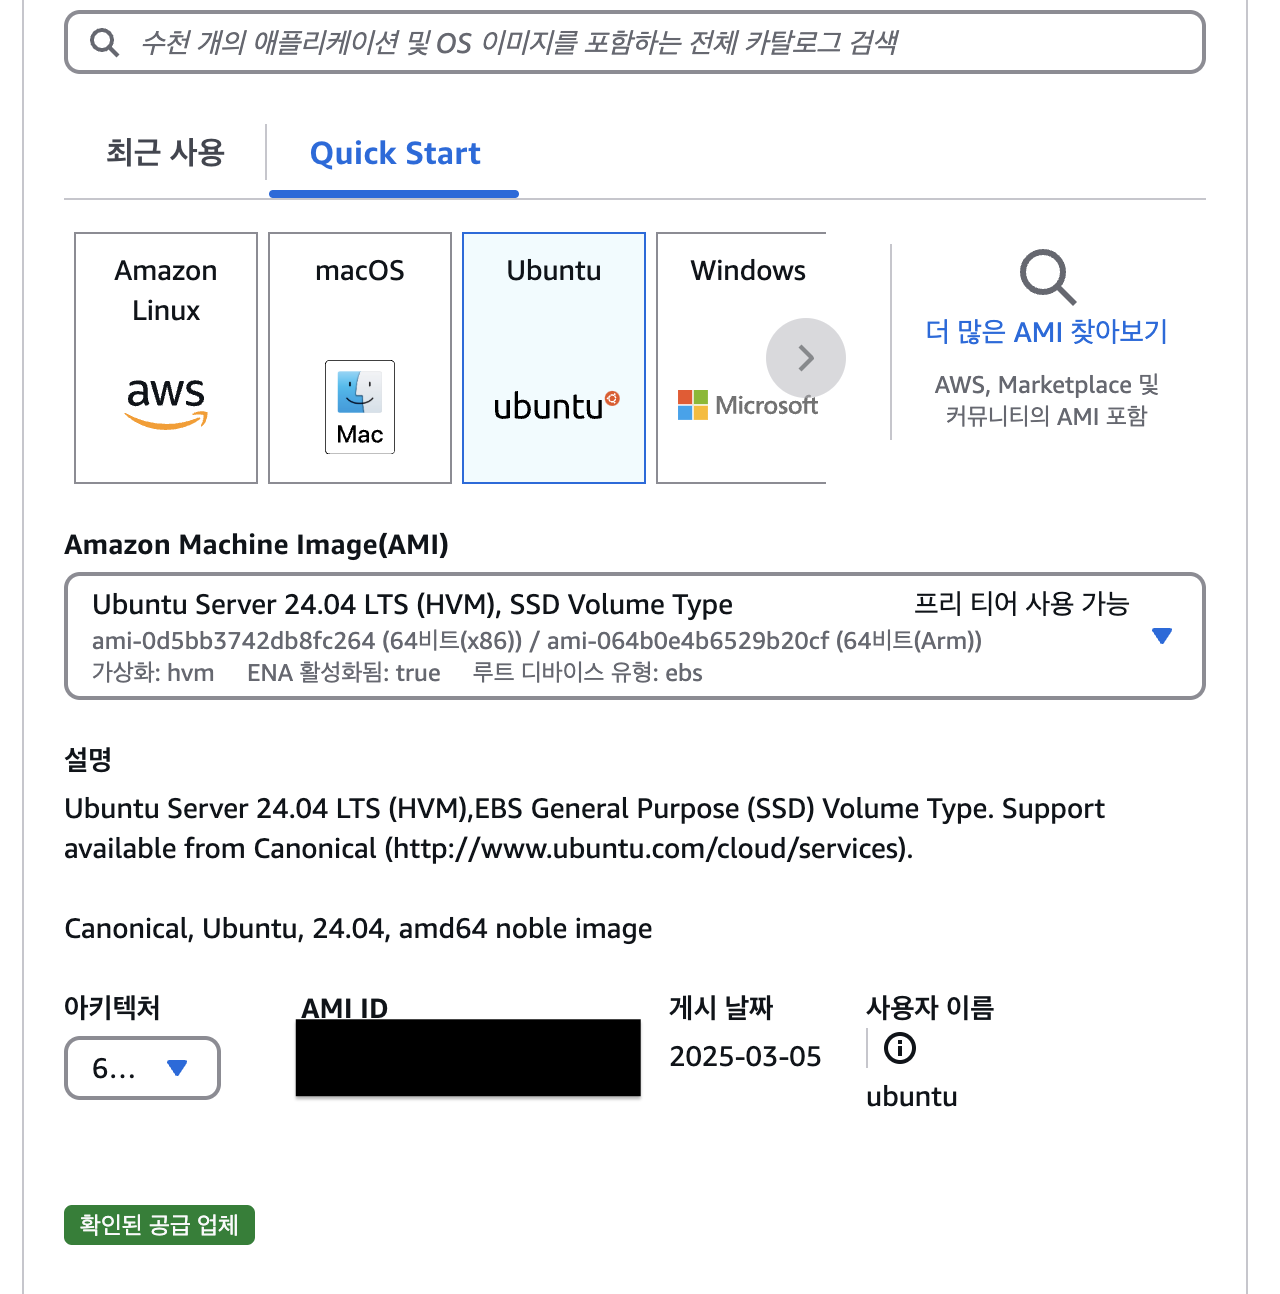 수천 개의 애플리케이션 및 OS 이미지를 포함하는 전체 카탈로그 검색
최근 사용
Quick Start
Amazon
Linux
aws
macOS
Mac
Ubuntu
ubuntu
Windows
Microsoft
더 많은 AMI 찾아보기
AWS, Marketplace 및
커뮤니티의 AMI 포함
Amazon Machine Image(AMI)
Ubuntu Server 24.04 LTS (HVM), SSD Volume Type
프리 티어 사용 가능
ami-0d5bb3742db8fc264 (64비트(x86)) / ami-064b0e4b6529b20cf (64비트(Arm))
가상화: hvm ENA 활성화됨: true 루트 디바이스 유형: ebs
설명
Ubuntu Server 24.04 LTS (HVM),EBS General Purpose (SSD) Volume Type. Support
available from Canonical (http://www.ubuntu.com/cloud/services).
Canonical, Ubuntu, 24.04, amd64 noble image
아키텍처
6...
AMI ID
게시 날짜
2025-03-05
사용자 이름
ubuntu
확인된 공급 업체